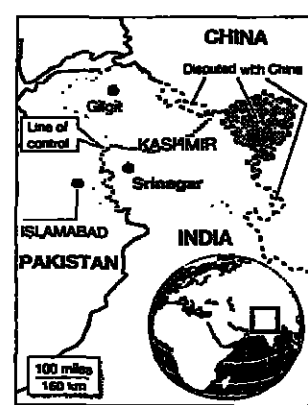 CHINA
Disputed with China
Gilgit
Line of
control
KASHMIR
Srinagar
ISLAMABAD
INDIA
PAKISTAN
100 miles
160 km